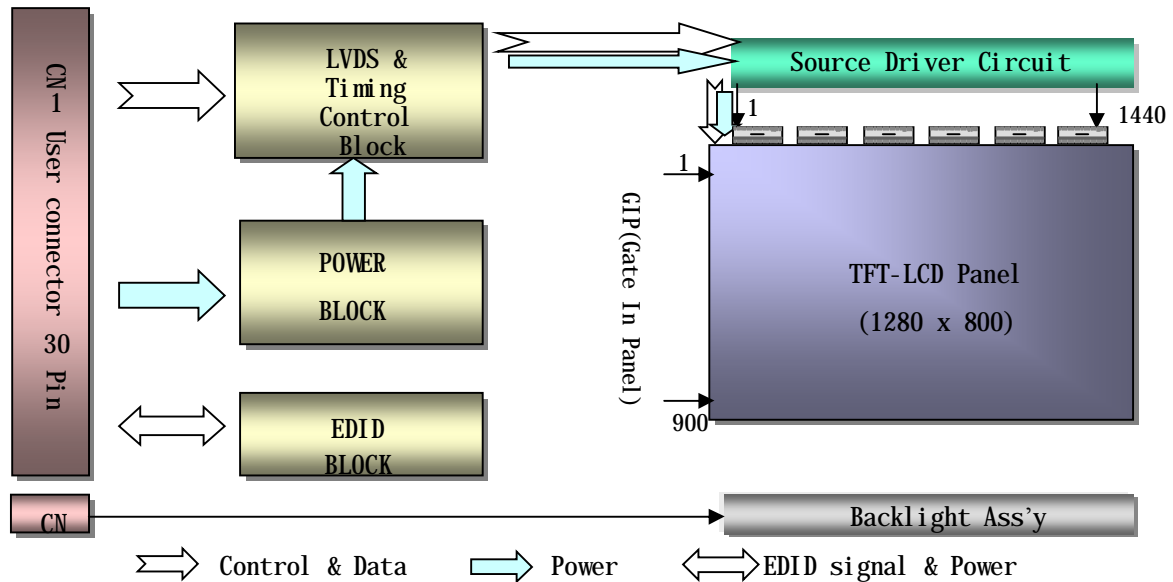 CN1 User connector 30 Pin
LVDS &
Timing
Control
Block
Source Driver Circuit
1
1440
1
GIP(Gate In Panel)
900
TFT-LCD Panel
(1280 x 800)
POWER
BLOCK
EDID
BLOCK
CN
Backlight Ass'y
Control & Data
Power
EDID signal & Power